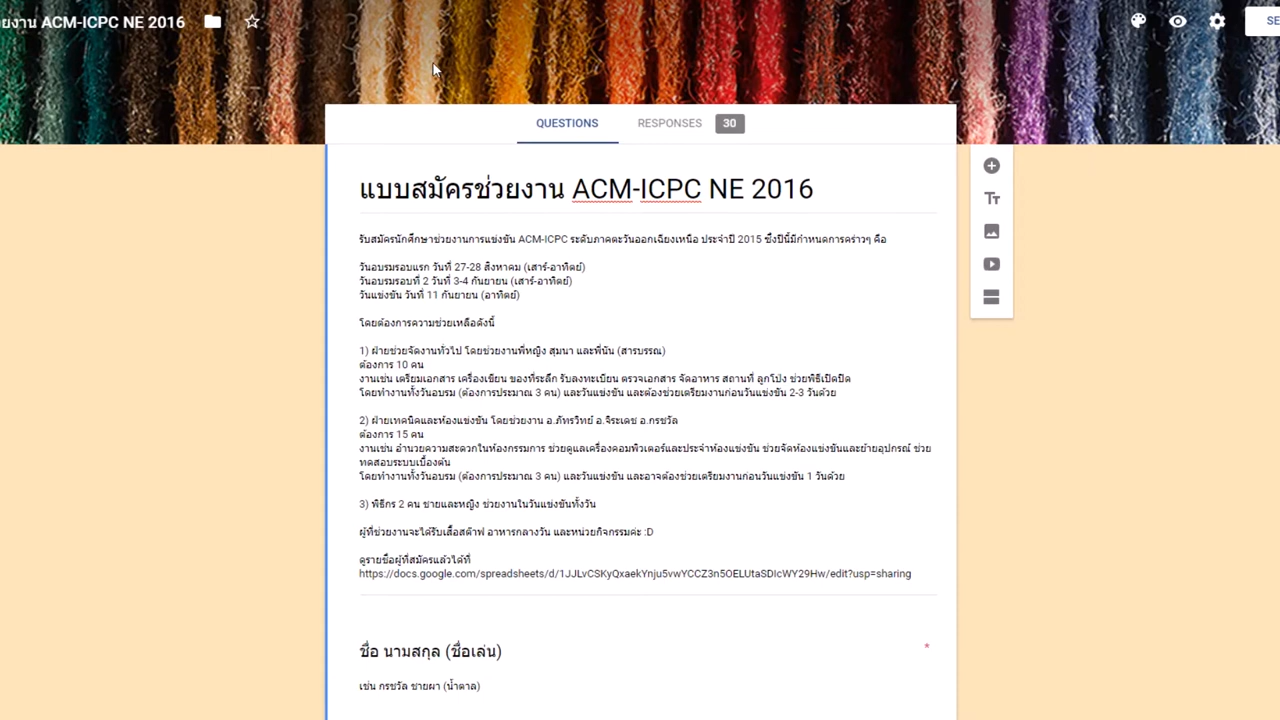 ยงาน ACM-ICPC NE 2016
SE
QUESTIONS
RESPONSES 30
แบบสมัครช่วยงาน ACM-ICPC NE 2016
รับสมัครนักศึกษาช่วยงานการแข่งขัน ACM-ICPC ระดับภาคตะวันออกเฉียงเหนือ ประจำปี 2015 ซึ่งปีนี้มีกำหนดการคร่าวๆ คือ
วันอบรมรอบแรก วันที่ 27-28 สิงหาคม (เสาร์-อาทิตย์)
วันอบรมรอบที่ 2 วันที่ 3-4 กันยายน (เสาร์-อาทิตย์)
วันแข่งขัน วันที่ 11 กันยายน (อาทิตย์)
โดยต้องการความช่วยเหลือดังนี้
1) ฝ่ายช่วยจัดงานทั่วไป โดยช่วยงานพี่หญิง สุมนา และพี่นัน (สารบรรณ)
ต้องการ 10 คน
งานเช่น เตรียมเอกสาร เครื่องเขียน ของที่ระลึก รับลงทะเบียน ตรวจเอกสาร จัดอาหาร สถานที่ ลูกโป่ง ช่วยพิธีเปิดปิด
โดยทำงานทั้งวันอบรม (ต้องการประมาณ 3 คน) และวันแข่งขัน และต้องช่วยเตรียมงานก่อนวันแข่งขัน 2-3 วันด้วย
2) ฝ่ายเทคนิคและห้องแข่งขัน โดยช่วยงาน อ.ภัทรวิทย์ อ.จิระเดช อ.กรชวัล
ต้องการ 15 คน
งานเช่น อำนวยความสะดวกในห้องกรรมการ ช่วยดูแลเครื่องคอมพิวเตอร์และประจำห้องแข่งขัน ช่วยจัดห้องแข่งขันและย้ายอุปกรณ์ ช่วย
ทดสอบระบบเบื้องต้น
โดยทำงานทั้งวันอบรม (ต้องการประมาณ 3 คน) และวันแข่งขัน และอาจต้องช่วยเตรียมงานก่อนวันแข่งขัน 1 วันด้วย
3) พิธีกร 2 คน ชายและหญิง ช่วยงานในวันแข่งขันทั้งวัน
ผู้ที่ช่วยงานจะได้รับเสื้อสต๊าฟ อาหารกลางวัน และหน่วยกิจกรรมค่ะ :D
ดูรายชื่อผู้ที่สมัครแล้วได้ที่
https://docs.google.com/spreadsheets/d/1JJLvCSKyQxaekYnju5vwYCCZ3n5OELUtaSDIcWY29Hw/edit?usp=sharing
ชื่อ นามสกุล (ชื่อเล่น) *
เช่น กรชวัล ชายผา (น้ำตาล)